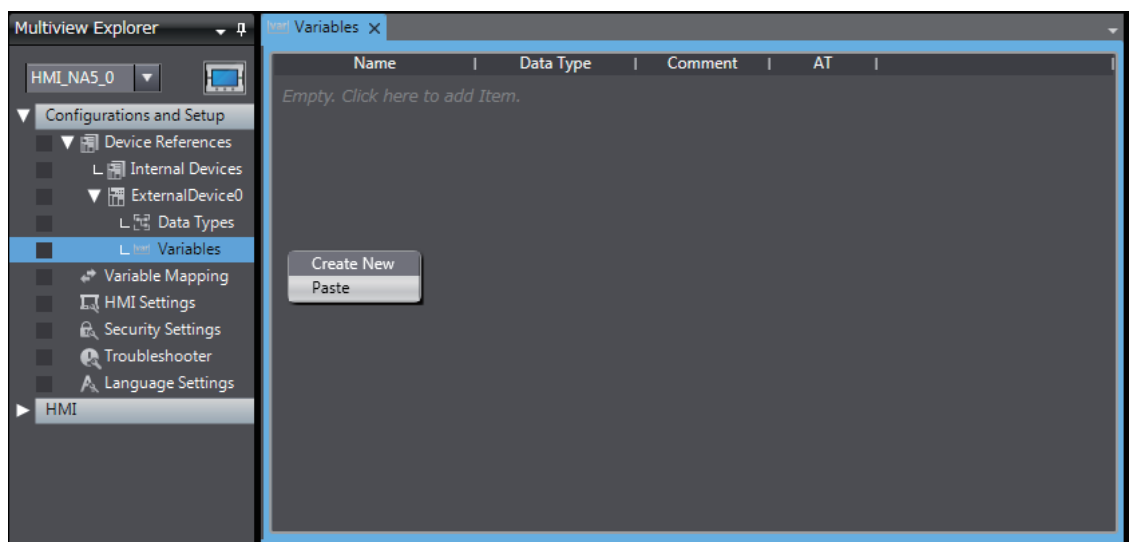 Multiview Explorer
HMI_NA5_0
Configurations and Setup
Device References
Internal Devices
ExternalDevice0
Data Types
Variables
Variable Mapping
HMI Settings
Security Settings
Troubleshooter
Language Settings
HMI
Variables
Name | Data Type | Comment | AT |
Empty. Click here to add Item.
Create New
Paste